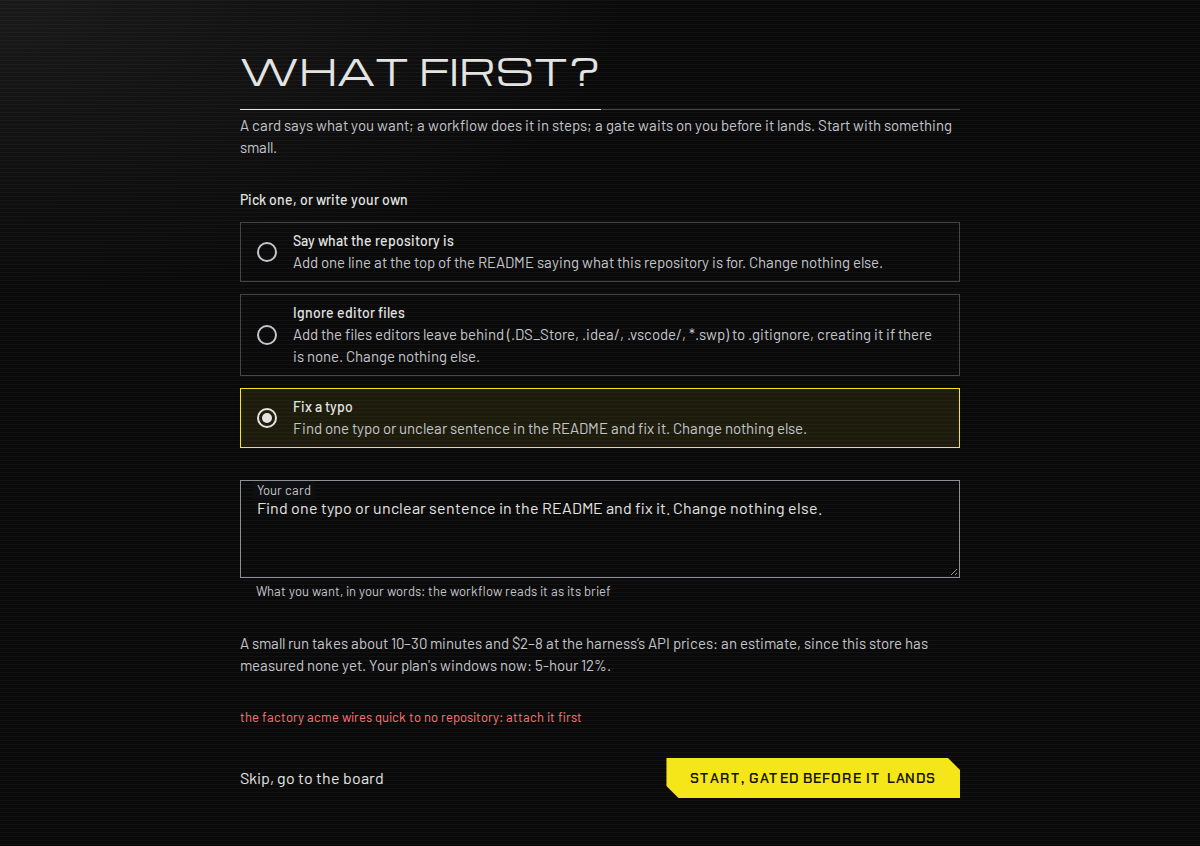 WHAT FIRST?
A card says what you want; a workflow does it in steps; a gate waits on you before it lands. Start with something
small.
Pick one, or write your own
Say what the repository is
Add one line at the top of the README saying what this repository is for. Change nothing else.
Ignore editor files
Add the files editors leave behind (.DS_Store, .idea/, .vscode/, *.swp) to .gitignore, creating it if there
is none. Change nothing else.
Fix a typo
Find one typo or unclear sentence in the README and fix it. Change nothing else.
Your card
Find one typo or unclear sentence in the README and fix it. Change nothing else.
What you want, in your words: the workflow reads it as its brief
A small run takes about 10–30 minutes and $2–8 at the harness's API prices: an estimate, since this store has
measured none yet. Your plan's windows now: 5-hour 12%.
the factory acme wires quick to no repository: attach it first
Skip, go to the board
START, GATED BEFORE IT LANDS